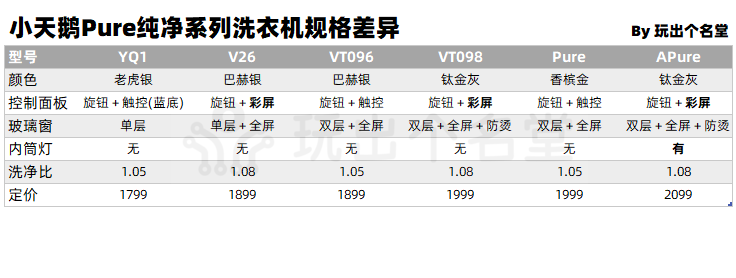 小天鹅Pure纯净系列洗衣机规格差异
By 玩出个名堂
型号 YQ1 V26 VT096 VT098 Pure APure
颜色 老虎银 巴赫银 巴赫银 钛金灰 香槟金 钛金灰
控制面板 旋钮 + 触控(蓝底) 旋钮 + 彩屏 旋钮 + 触控 旋钮 + 彩屏 旋钮 + 触控 旋钮 + 彩屏
玻璃窗 单层 单层 + 全屏 双层 + 全屏 双层 + 全屏 + 防烫 双层 + 全屏 双层 + 全屏 + 防烫
内筒灯 无 无 无 无 无 有
洗净比 1.05 1.08 1.05 1.08 1.05 1.08
定价 1799 1899 1899 1999 1999 2099
玩出个名堂